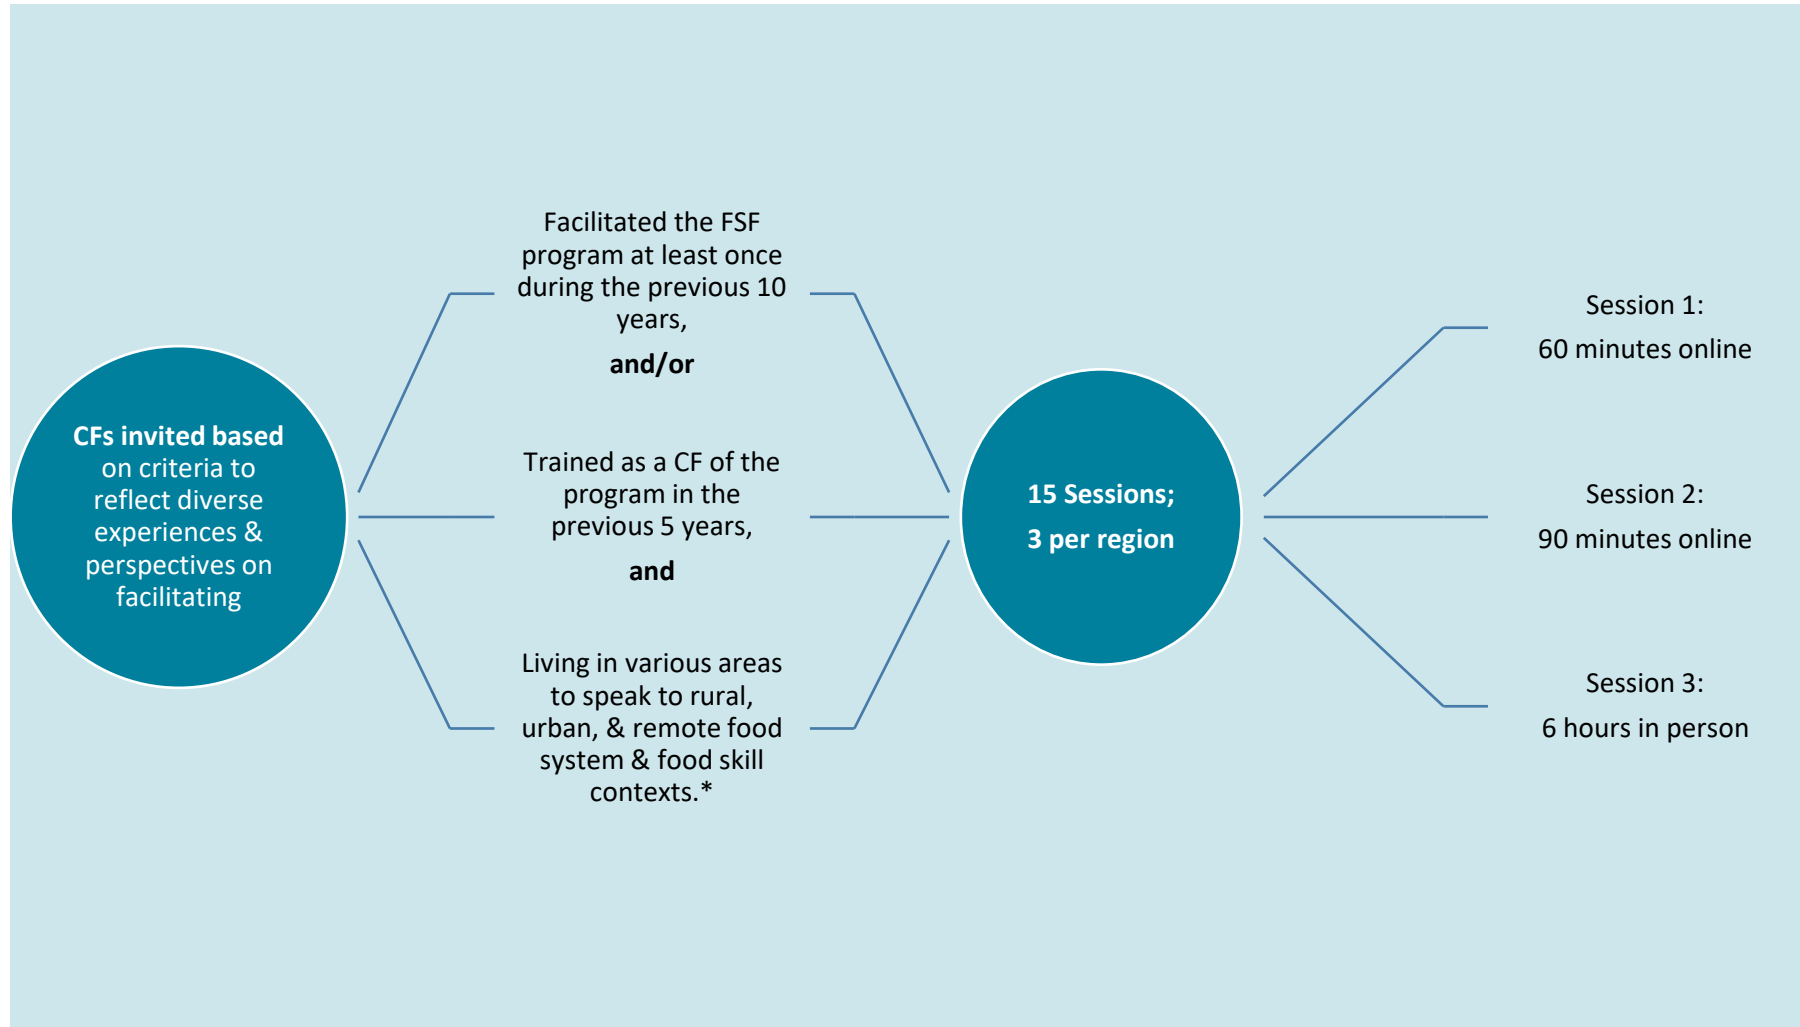 CFs invited based
on criteria to
reflect diverse
experiences &
perspectives on
facilitating
Facilitated the FSF
program at least once
during the previous 10
years,
and/or
Trained as a CF of the
program in the
previous 5 years,
and
Living in various areas
to speak to rural,
urban, & remote food
system & food skill
contexts.*
15 Sessions;
3 per region
Session 1:
60 minutes online
Session 2:
90 minutes online
Session 3:
6 hours in person